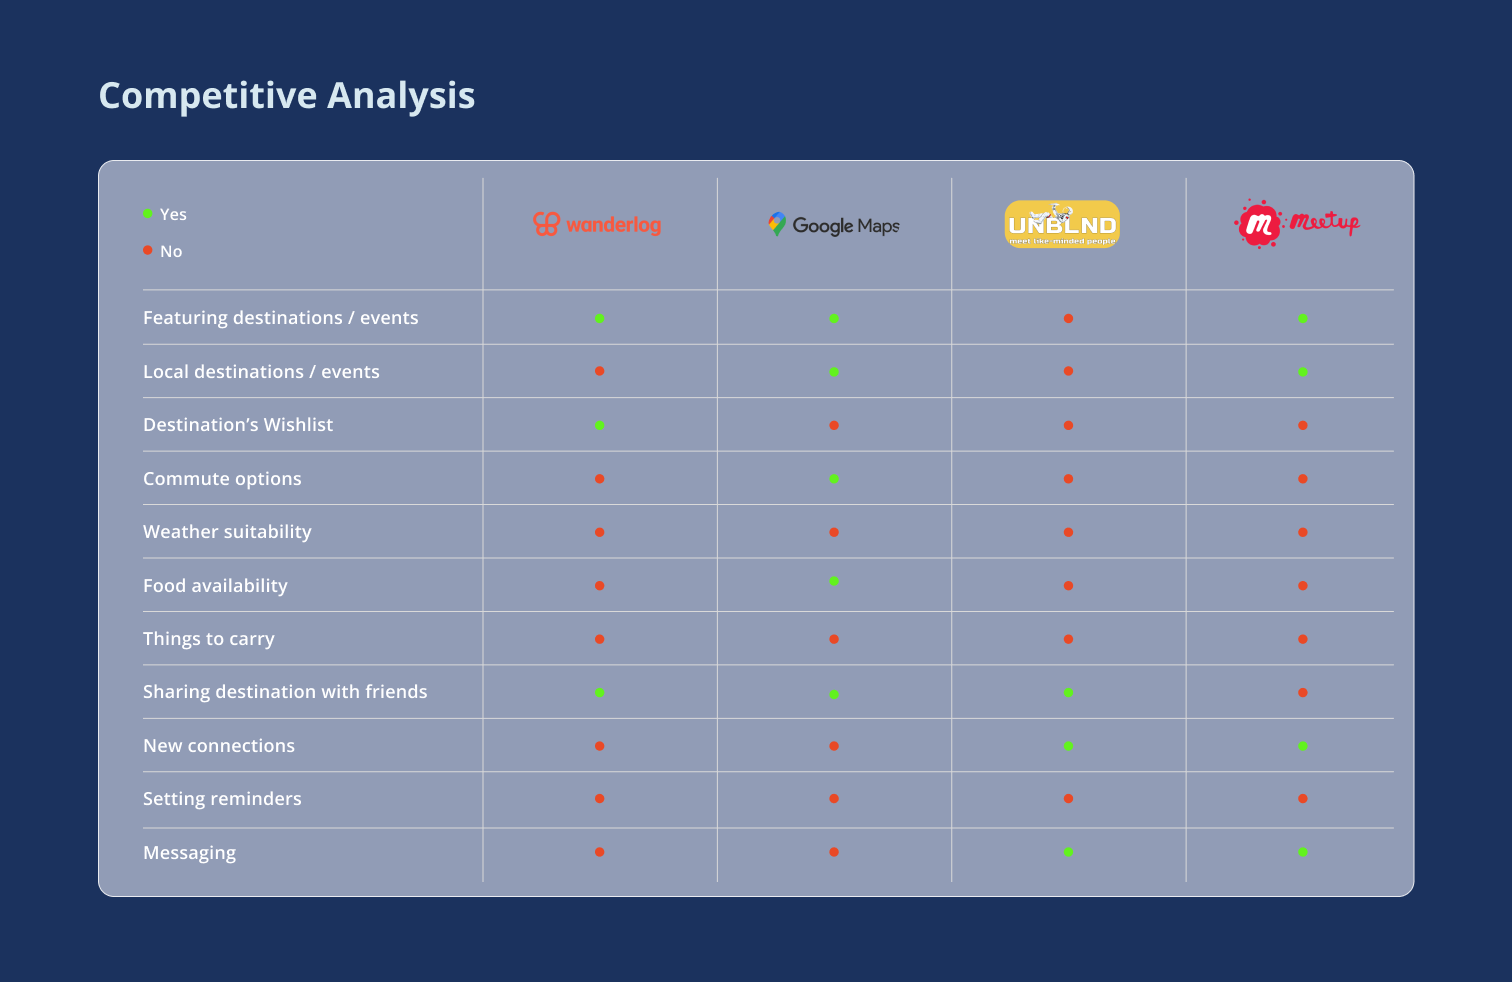 Competitive Analysis
Yes
No
wanderlog
Google Maps
UNBLND
meet like-minded people
m meetup
Featuring destinations / events
Local destinations / events
Destination’s Wishlist
Commute options
Weather suitability
Food availability
Things to carry
Sharing destination with friends
New connections
Setting reminders
Messaging